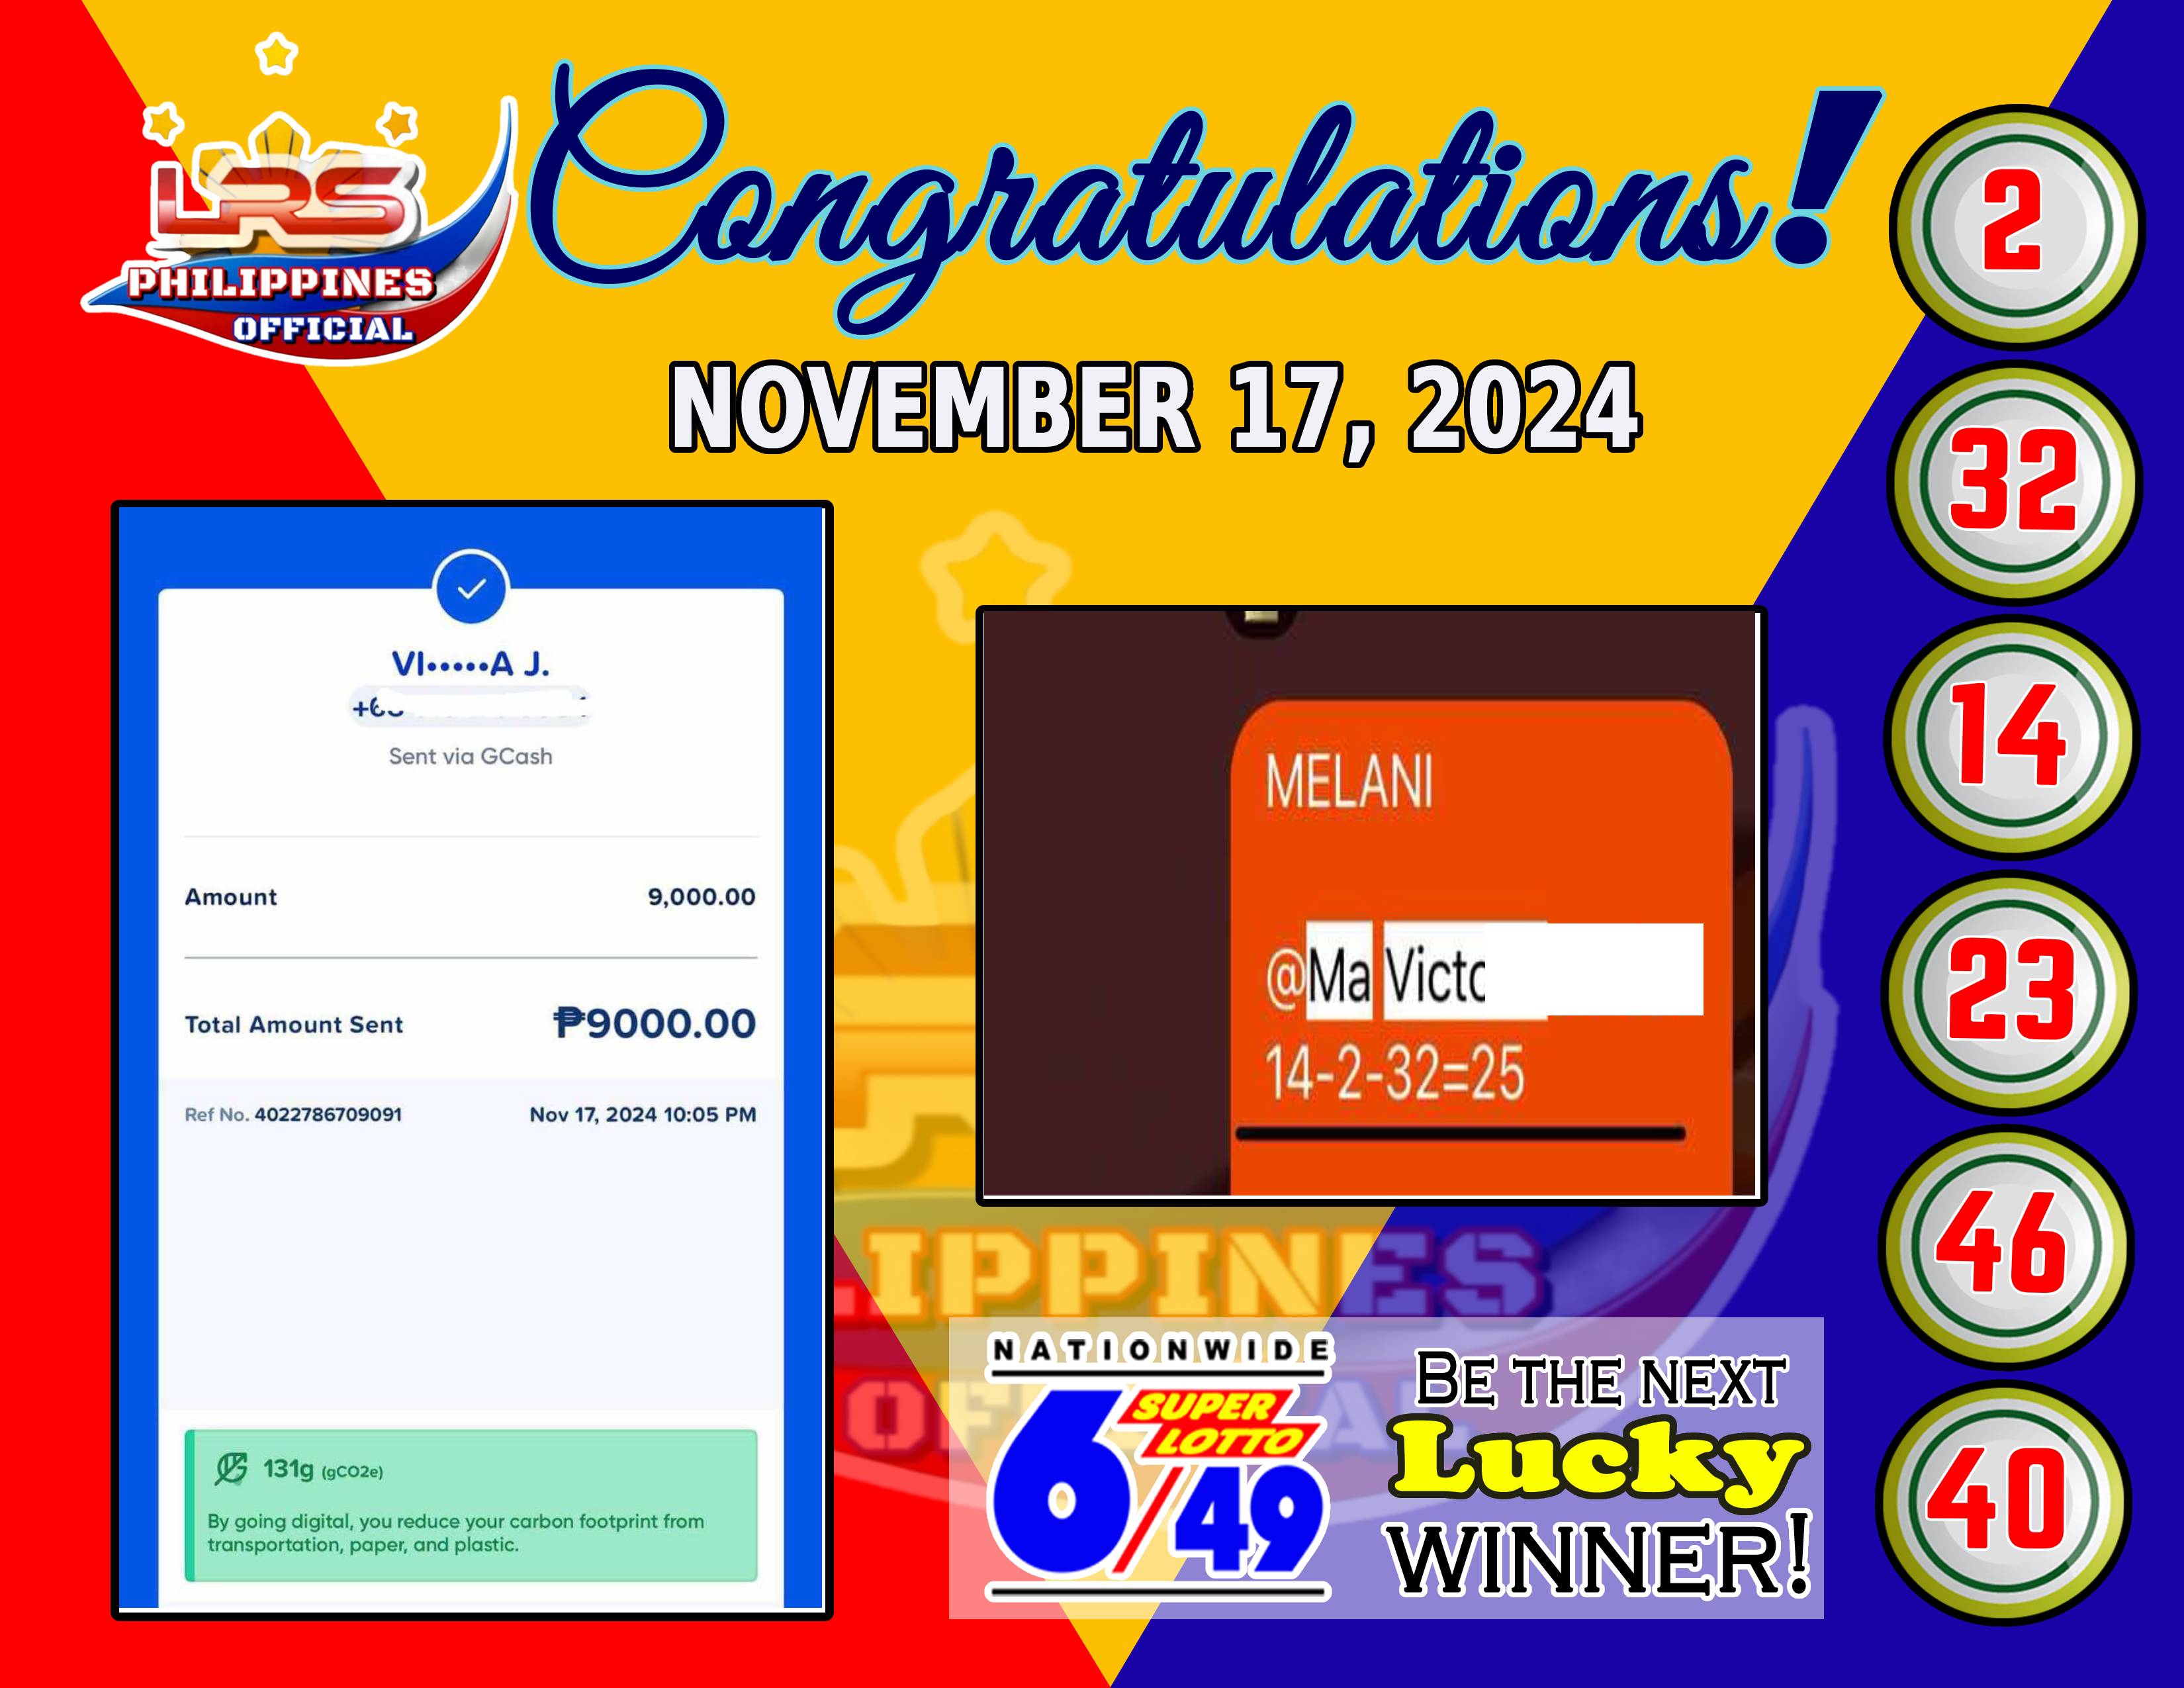 LRS
PHILIPPINES
OFFICIAL
Congratulations!
NOVEMBER 17, 2024
VI•••••A J.
Sent via GCash
Amount 9,000.00
Total Amount Sent ₱9000.00
Ref No. 4022786709091 Nov 17, 2024 10:05 PM
131g (gCO2e)
By going digital, you reduce your carbon footprint from
transportation, paper, and plastic.
MELANI
@Ma Victo
14-2-32=25
LIPPINES
NATIONWIDE
SUPER
LOTTO
6/49
BE THE NEXT
Lucky
WINNER!
2
32
14
23
46
40